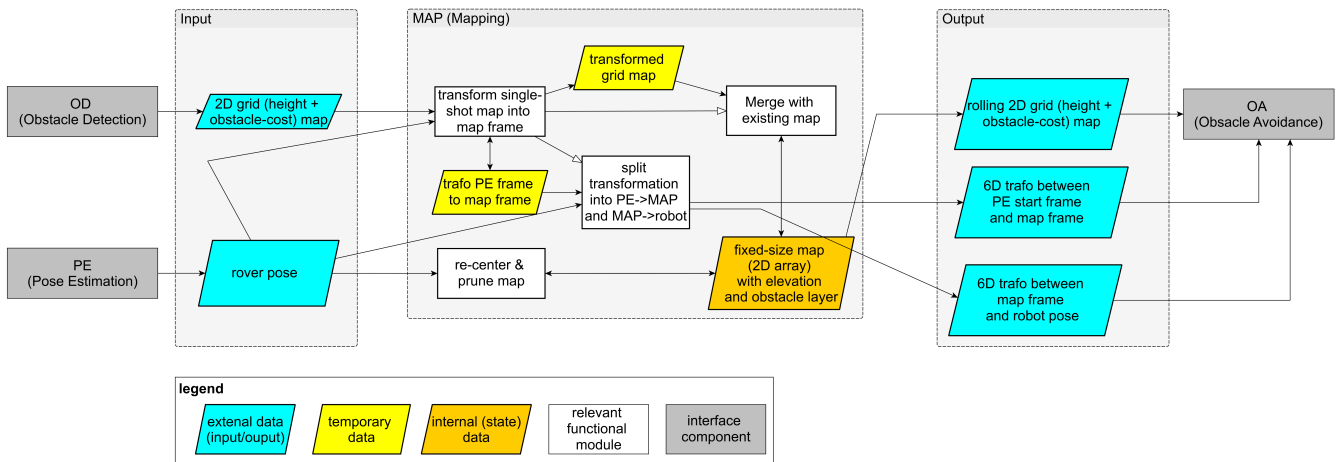 Input
MAP (Mapping)
Output
OD
(Obstacle Detection)
2D grid (height +
obstacle-cost) map
transform single-
shot map into
map frame
transformed
grid map
Merge with
existing map
rolling 2D grid (height +
obstacle-cost) map
OA
(Obsacle Avoidance)
trafo PE frame
to map frame
split
transformation
into PE->MAP
and MAP->robot
6D trafo between
PE start frame
and map frame
PE
(Pose Estimation)
rover pose
re-center &
prune map
fixed-size map
(2D array)
with elevation
and obstacle layer
6D trafo between
map frame
and robot pose
legend
extenal data
(input/ouput)
temporary
data
internal (state)
data
relevant
functional
module
interface
component